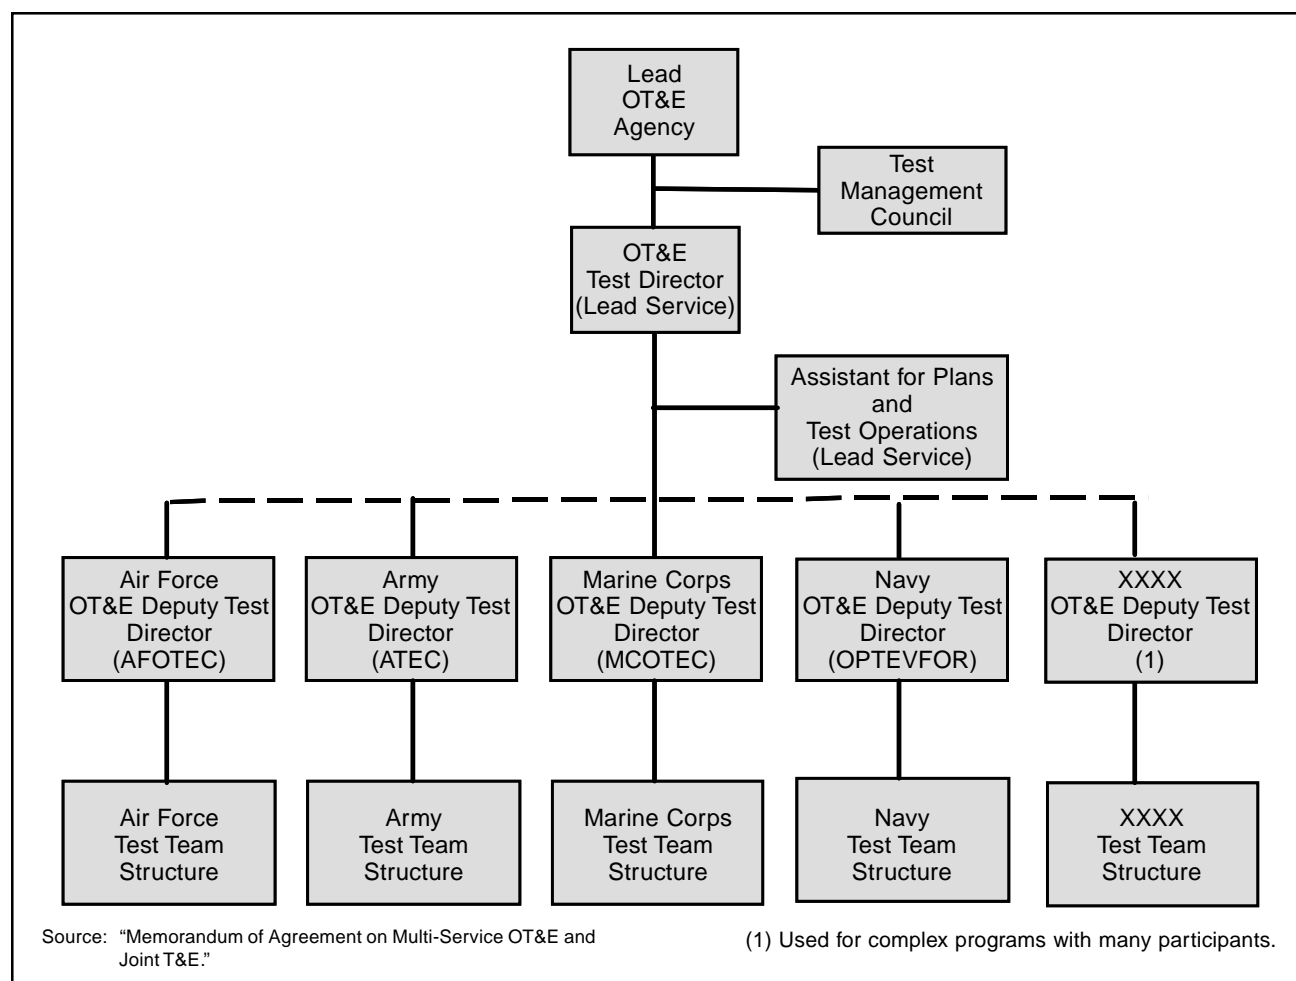 Lead
OT&E
Agency
Test
Management
Council
OT&E
Test Director
(Lead Service)
Assistant for Plans
and
Test Operations
(Lead Service)
Air Force
OT&E Deputy Test
Director
(AFOTEC)
Army
OT&E Deputy Test
Director
(ATEC)
Marine Corps
OT&E Deputy Test
Director
(MCOTEC)
Navy
OT&E Deputy Test
Director
(OPTEVFOR)
XXXX
OT&E Deputy Test
Director
(1)
Air Force
Test Team
Structure
Army
Test Team
Structure
Marine Corps
Test Team
Structure
Navy
Test Team
Structure
XXXX
Test Team
Structure
Source: “Memorandum of Agreement on Multi-Service OT&E and
Joint T&E.”
(1) Used for complex programs with many participants.